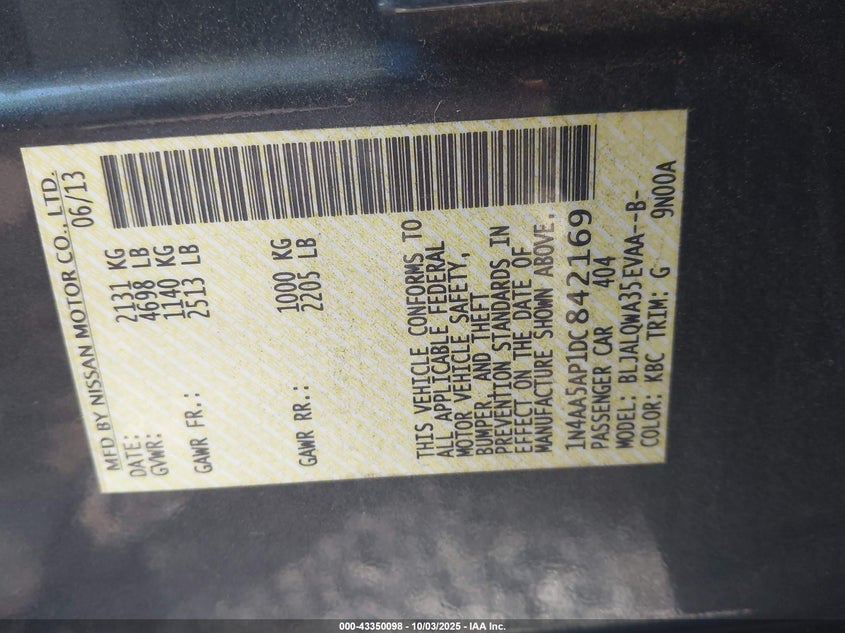 MFD BY NISSAN MOTOR CO., LTD.
DATE: 06/13
GVWR: 2131 KG
4698 LB
GAWR FR.: 1140 KG
2513 LB
GAWR RR.: 1000 KG
2205 LB
THIS VEHICLE CONFORMS TO
ALL APPLICABLE FEDERAL
MOTOR VEHICLE SAFETY,
BUMPER, AND THEFT
PREVENTION STANDARDS IN
EFFECT ON THE DATE OF
MANUFACTURE SHOWN ABOVE.
1N4AA5AP1DC842169
PASSENGER CAR 404
MODEL: BLJALQWA35EVAA--B-
COLOR: KBC TRIM: G 9N00A
000-43350098 - 10/03/2025 - IAA Inc.